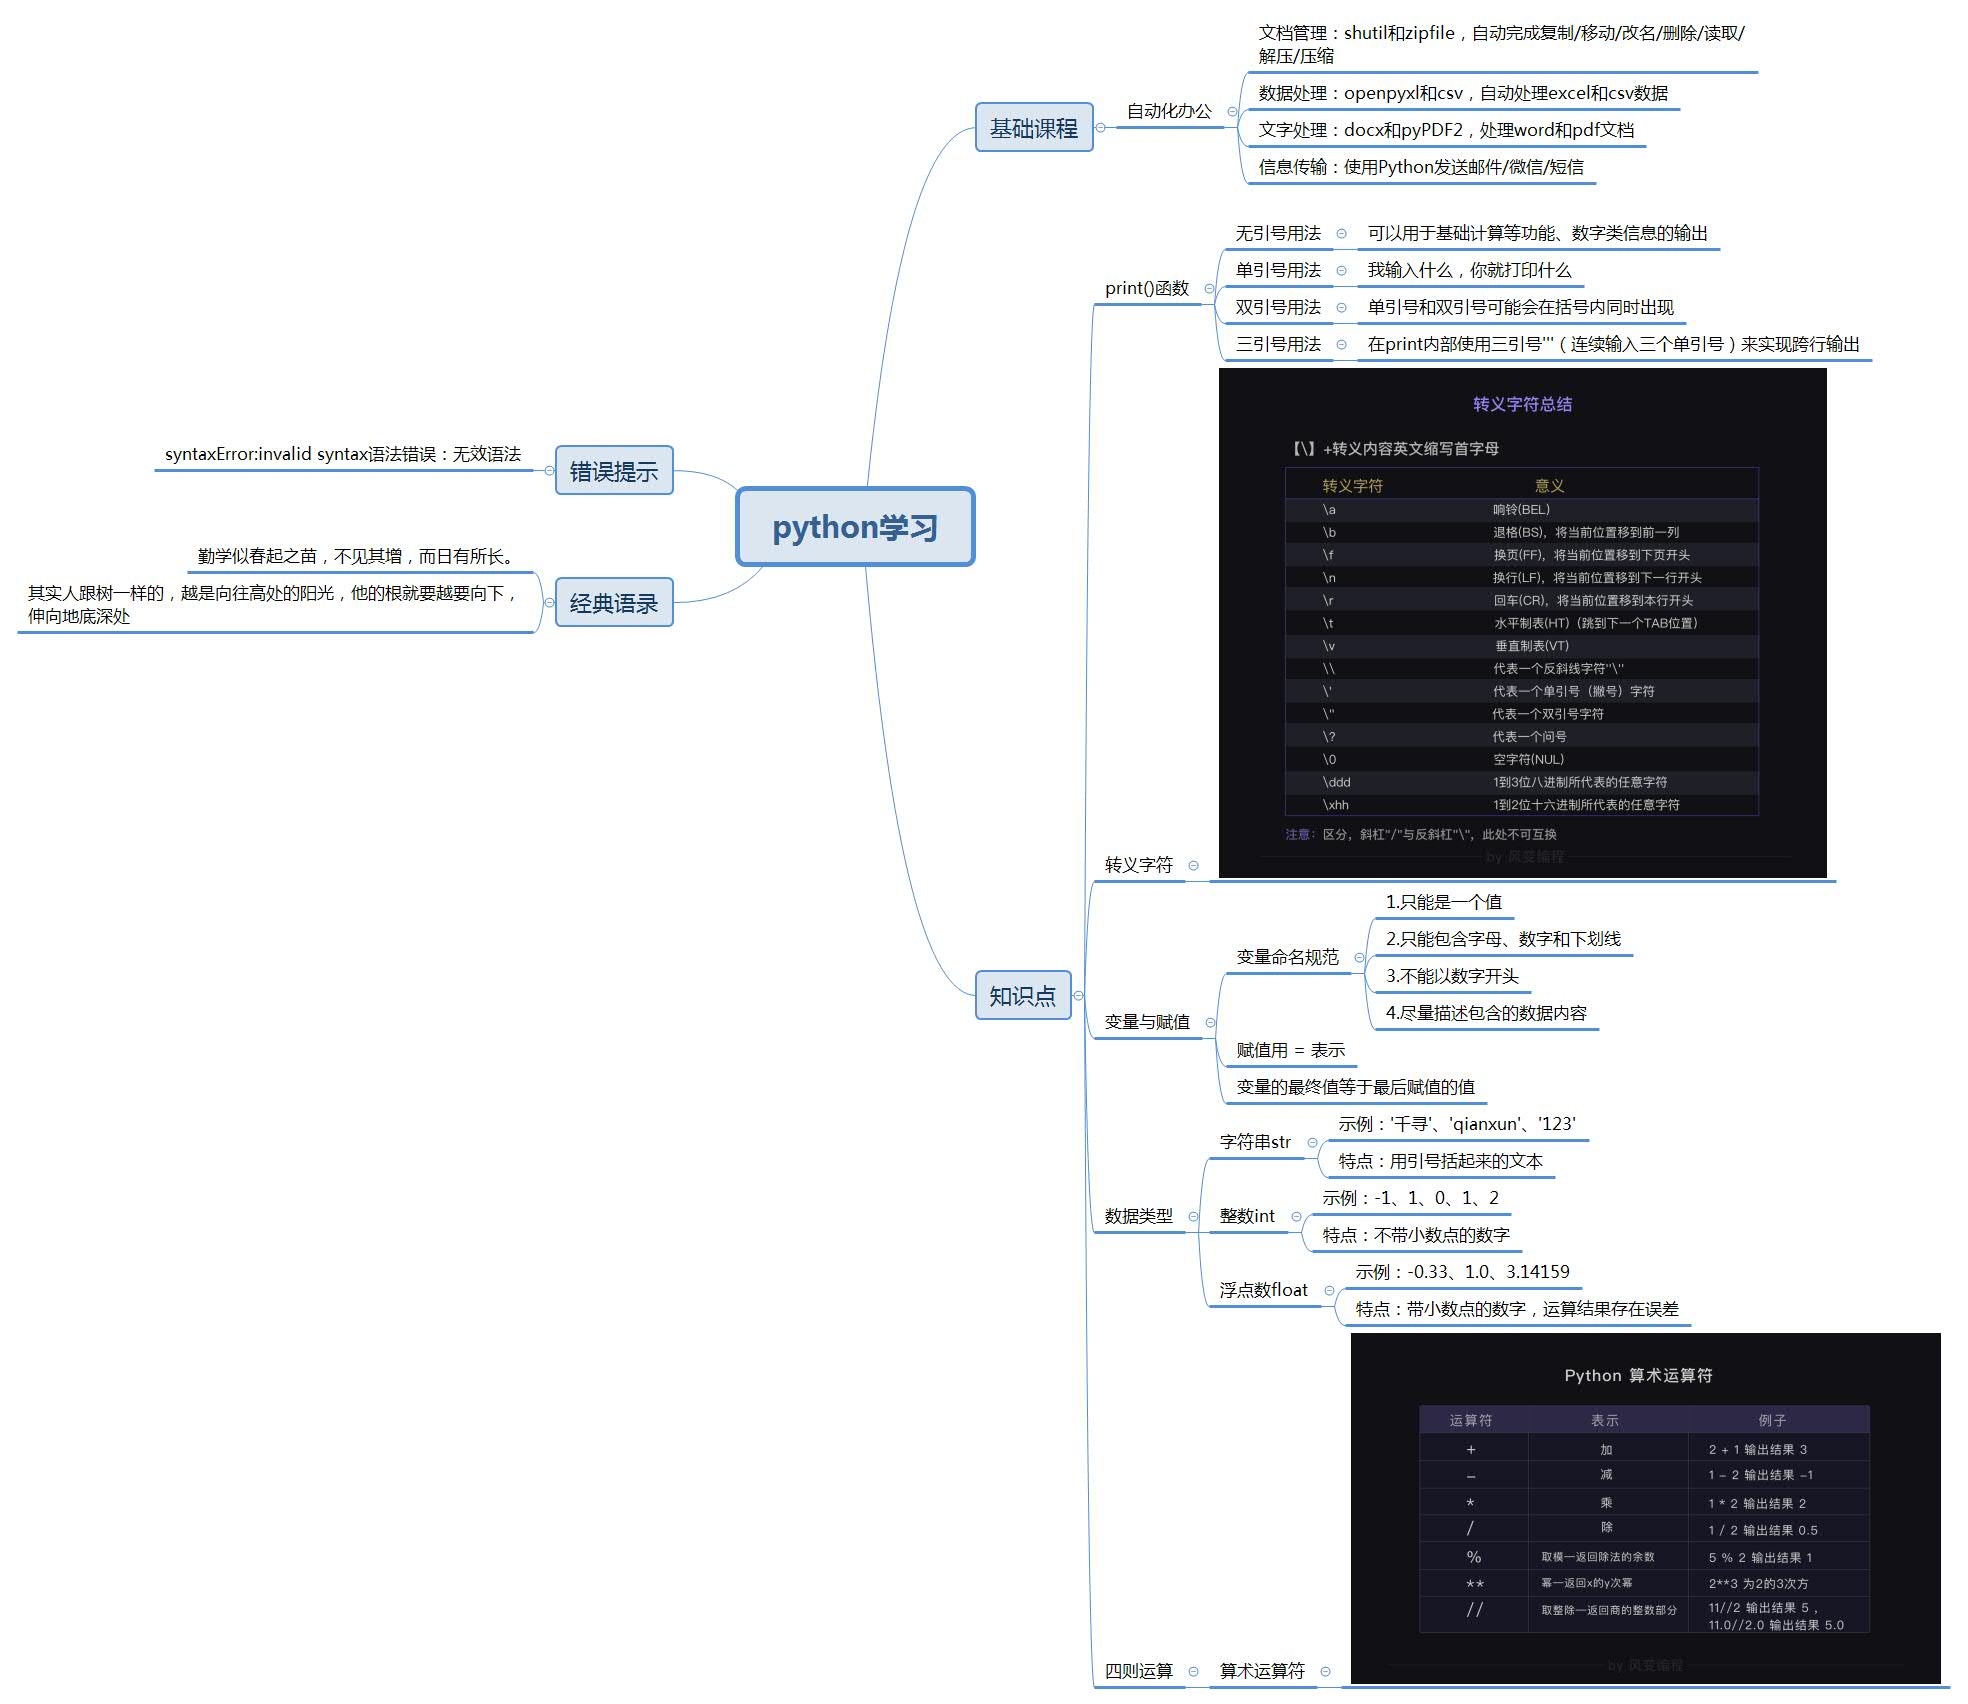 python学习
基础课程
自动化办公
文档管理：shutil和zipfile，自动完成复制/移动/改名/删除/读取/
解压/压缩
数据处理：openpyxl和csv，自动处理excel和csv数据
文字处理：docx和pyPDF2，处理word和pdf文档
信息传输：使用Python发送邮件/微信/短信
知识点
print()函数
无引号用法
可以用于基础计算等功能、数字类信息的输出
单引号用法
我输入什么，你就打印什么
双引号用法
单引号和双引号可能会在括号内同时出现
三引号用法
在print内部使用三引号'''（连续输入三个单引号）来实现跨行输出
转义字符
转义字符总结
【\】+转义内容英文缩写首字母
转义字符 意义
\a 响铃(BEL)
\b 退格(BS)，将当前位置移到前一列
\f 换页(FF)，将当前位置移到下页开头
\n 换行(LF)，将当前位置移到下一行开头
\r 回车(CR)，将当前位置移到本行开头
\t 水平制表(HT)（跳到下一个TAB位置）
\v 垂直制表(VT)
\\ 代表一个反斜线字符''\''
\' 代表一个单引号（撇号）字符
\" 代表一个双引号字符
\? 代表一个问号
\0 空字符(NUL)
\ddd 1到3位八进制所代表的任意字符
\xhh 1到2位十六进制所代表的任意字符
注意：区分，斜杠"/"与反斜杠"\"，此处不可互换
by 风变编程
变量与赋值
变量命名规范
1.只能是一个值
2.只能包含字母、数字和下划线
3.不能以数字开头
4.尽量描述包含的数据内容
赋值用 = 表示
变量的最终值等于最后赋值的值
数据类型
字符串str
示例：'千寻'、'qianxun'、'123'
特点：用引号括起来的文本
整数int
示例：-1、1、0、1、2
特点：不带小数点的数字
浮点数float
示例：-0.33、1.0、3.14159
特点：带小数点的数字，运算结果存在误差
四则运算
算术运算符
Python 算术运算符
运算符 表示 例子
+ 加 2 + 1 输出结果 3
– 减 1 – 2 输出结果 –1
* 乘 1 * 2 输出结果 2
/ 除 1 / 2 输出结果 0.5
% 取模—返回除法的余数 5 % 2 输出结果 1
** 幂—返回x的y次幂 2**3 为2的3次方
// 取整除—返回商的整数部分 11//2 输出结果 5，
11.0//2.0 输出结果 5.0
by 风变编程
错误提示
syntaxError:invalid syntax语法错误：无效语法
经典语录
勤学似春起之苗，不见其增，而日有所长。
其实人跟树一样的，越是向往高处的阳光，他的根就要越要向下，
伸向地底深处